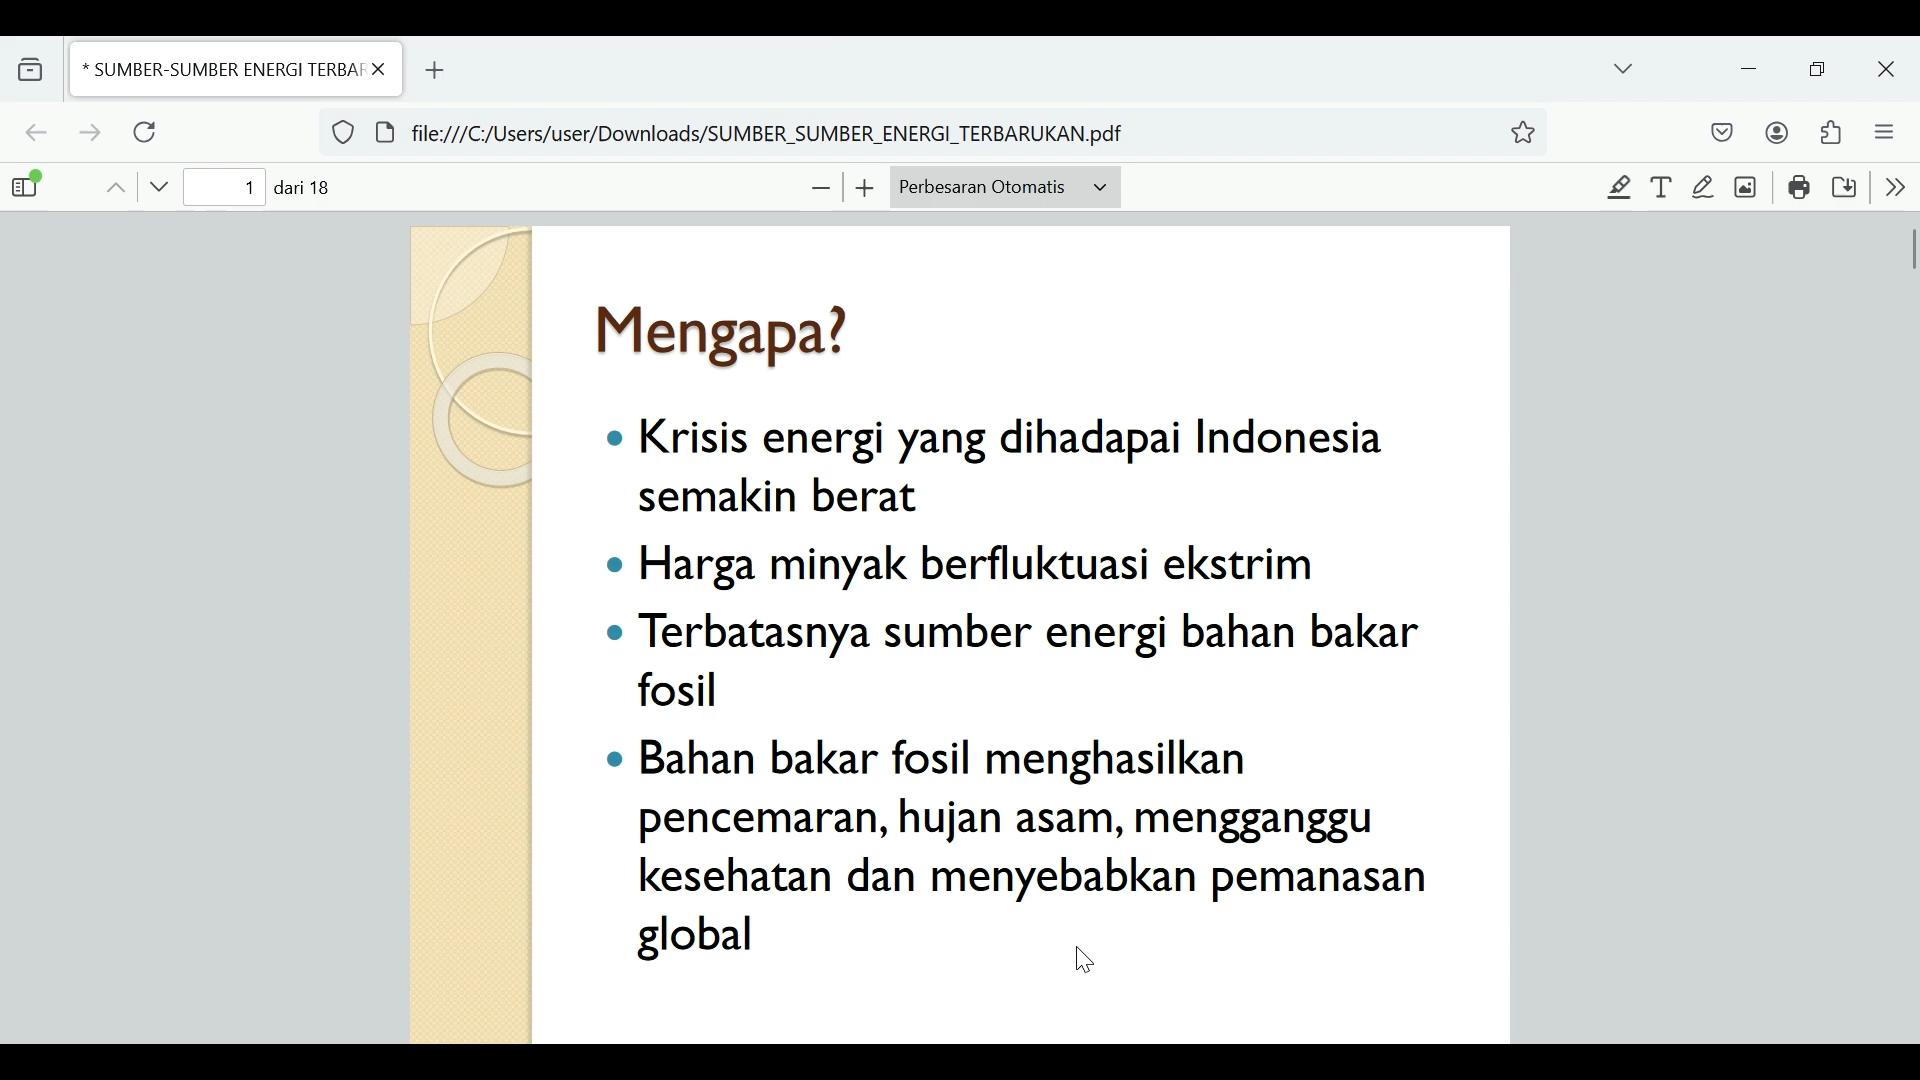 * SUMBER-SUMBER ENERGI TERBAR
file:///C:/Users/user/Downloads/SUMBER_SUMBER_ENERGI_TERBARUKAN.pdf
1 dari 18 Perbesaran Otomatis
Mengapa?
• Krisis energi yang dihadapai Indonesia
semakin berat
• Harga minyak berfluktuasi ekstrim
• Terbatasnya sumber energi bahan bakar
fosil
• Bahan bakar fosil menghasilkan
pencemaran, hujan asam, mengganggu
kesehatan dan menyebabkan pemanasan
global